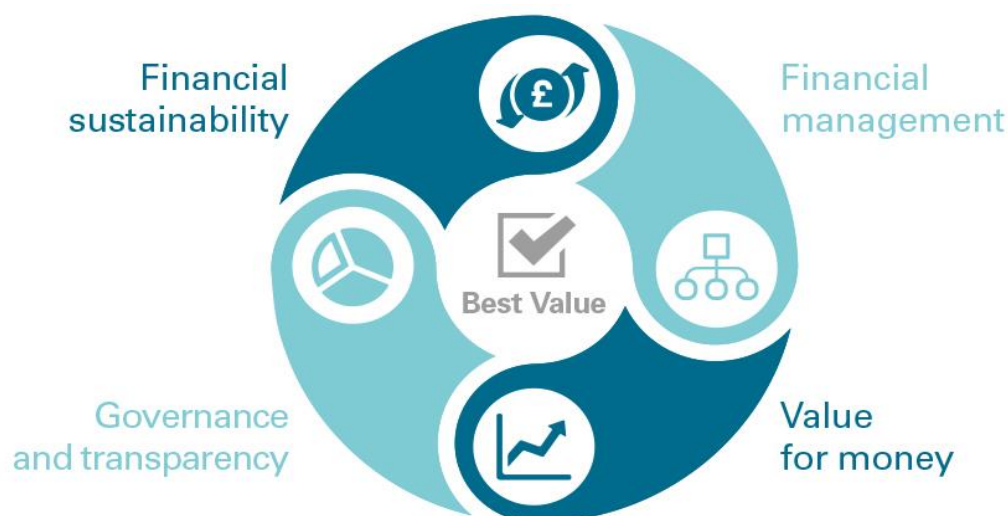 Financial
sustainability
Financial
management
£
Best Value
Governance
and transparency
Value
for money